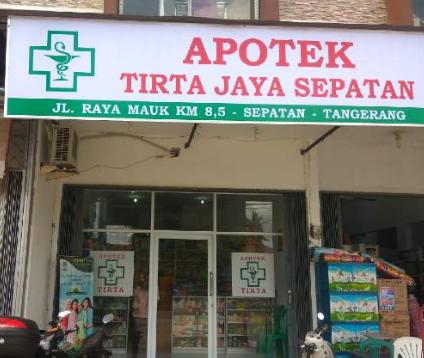 APOTEK
TIRTA JAYA SEPATAN
JL. RAYA MAUK KM 8,5 - SEPATAN - TANGERANG
APOTEK
TIRTA
APOTEK
TIRTA